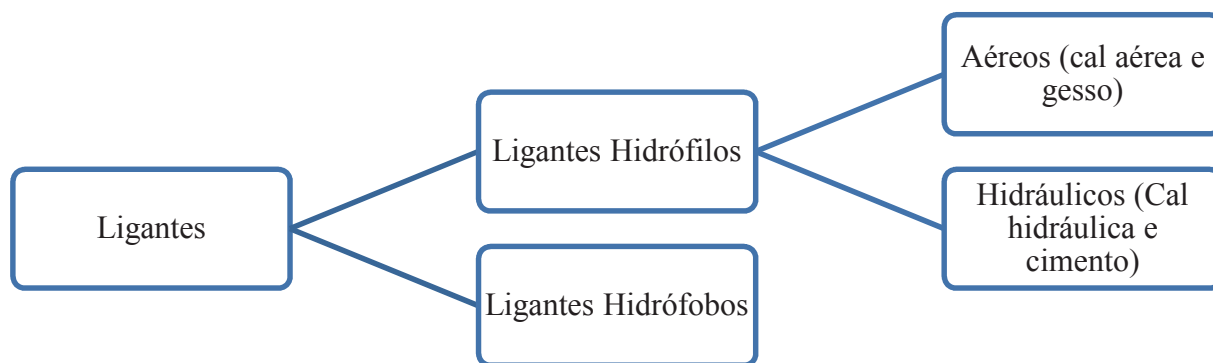 Ligantes
Ligantes Hidrófilos
Ligantes Hidrófobos
Aéreos (cal aérea e
gesso)
Hidráulicos (Cal
hidráulica e
cimento)